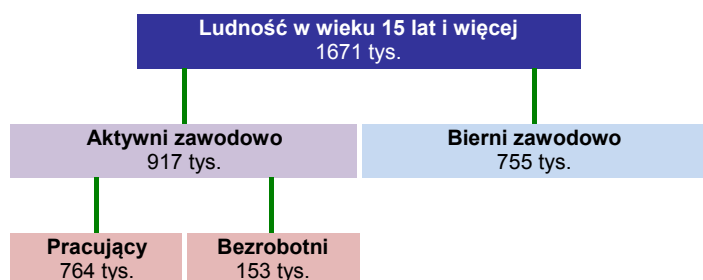 Ludność w wieku 15 lat i więcej
1671 tys.
Aktywni zawodowo
917 tys.
Bierni zawodowo
755 tys.
Pracujący
764 tys.
Bezrobotni
153 tys.